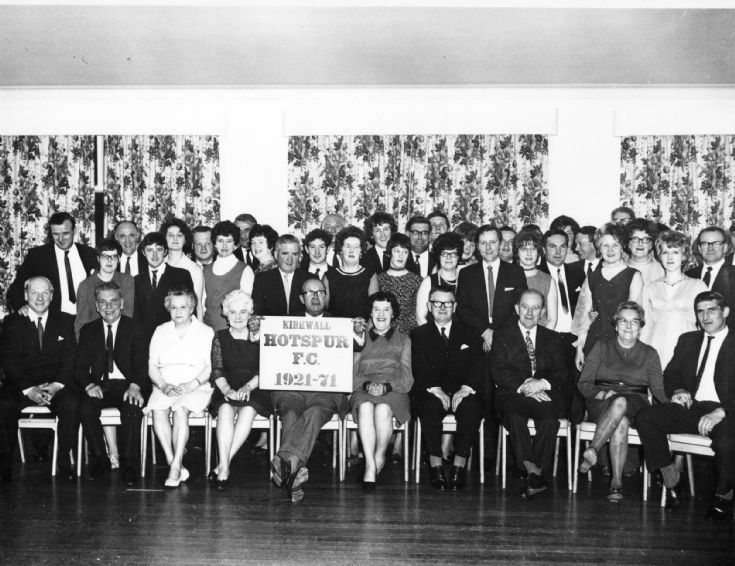 KIRKWALL
HOTSPUR
F.C.
1921-71